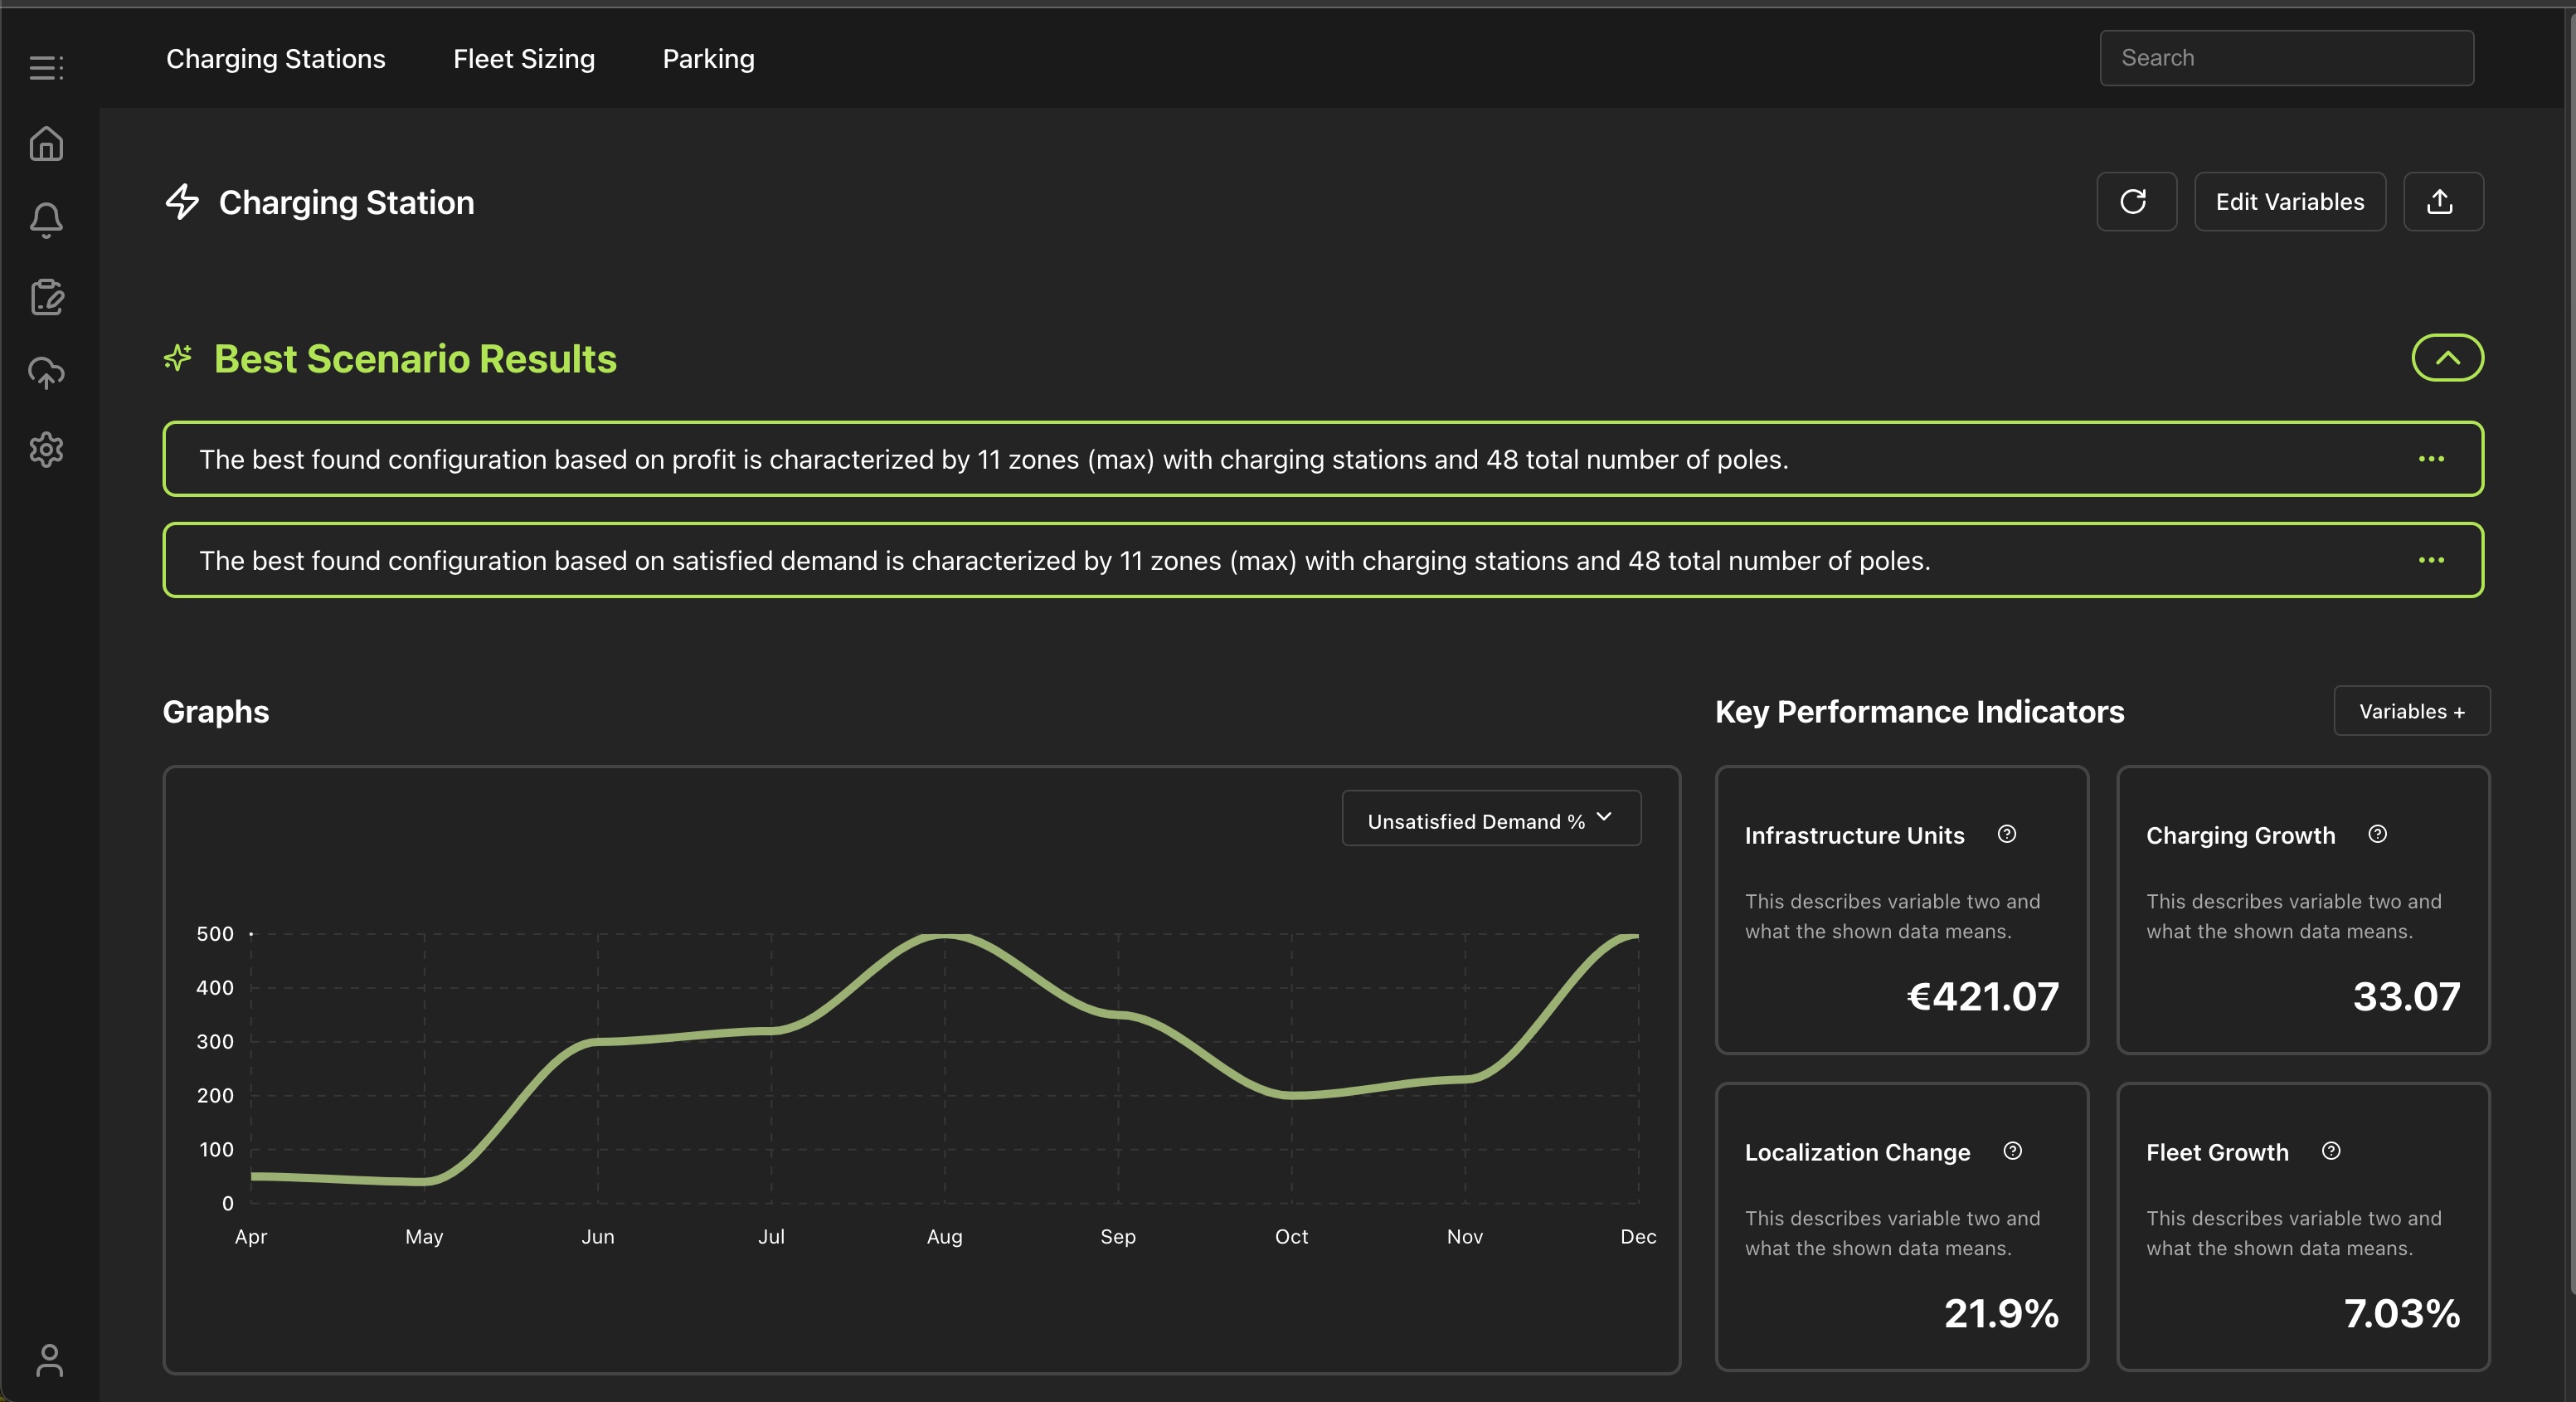 Charging Stations
Fleet Sizing
Parking
Search
Charging Station
Edit Variables
Best Scenario Results
The best found configuration based on profit is characterized by 11 zones (max) with charging stations and 48 total number of poles.
The best found configuration based on satisfied demand is characterized by 11 zones (max) with charging stations and 48 total number of poles.
Graphs
Unsatisfied Demand %
500
400
300
200
100
0
Apr May Jun Jul Aug Sep Oct Nov Dec
Key Performance Indicators
Variables +
Infrastructure Units
This describes variable two and
what the shown data means.
€421.07
Charging Growth
This describes variable two and
what the shown data means.
33.07
Localization Change
This describes variable two and
what the shown data means.
21.9%
Fleet Growth
This describes variable two and
what the shown data means.
7.03%